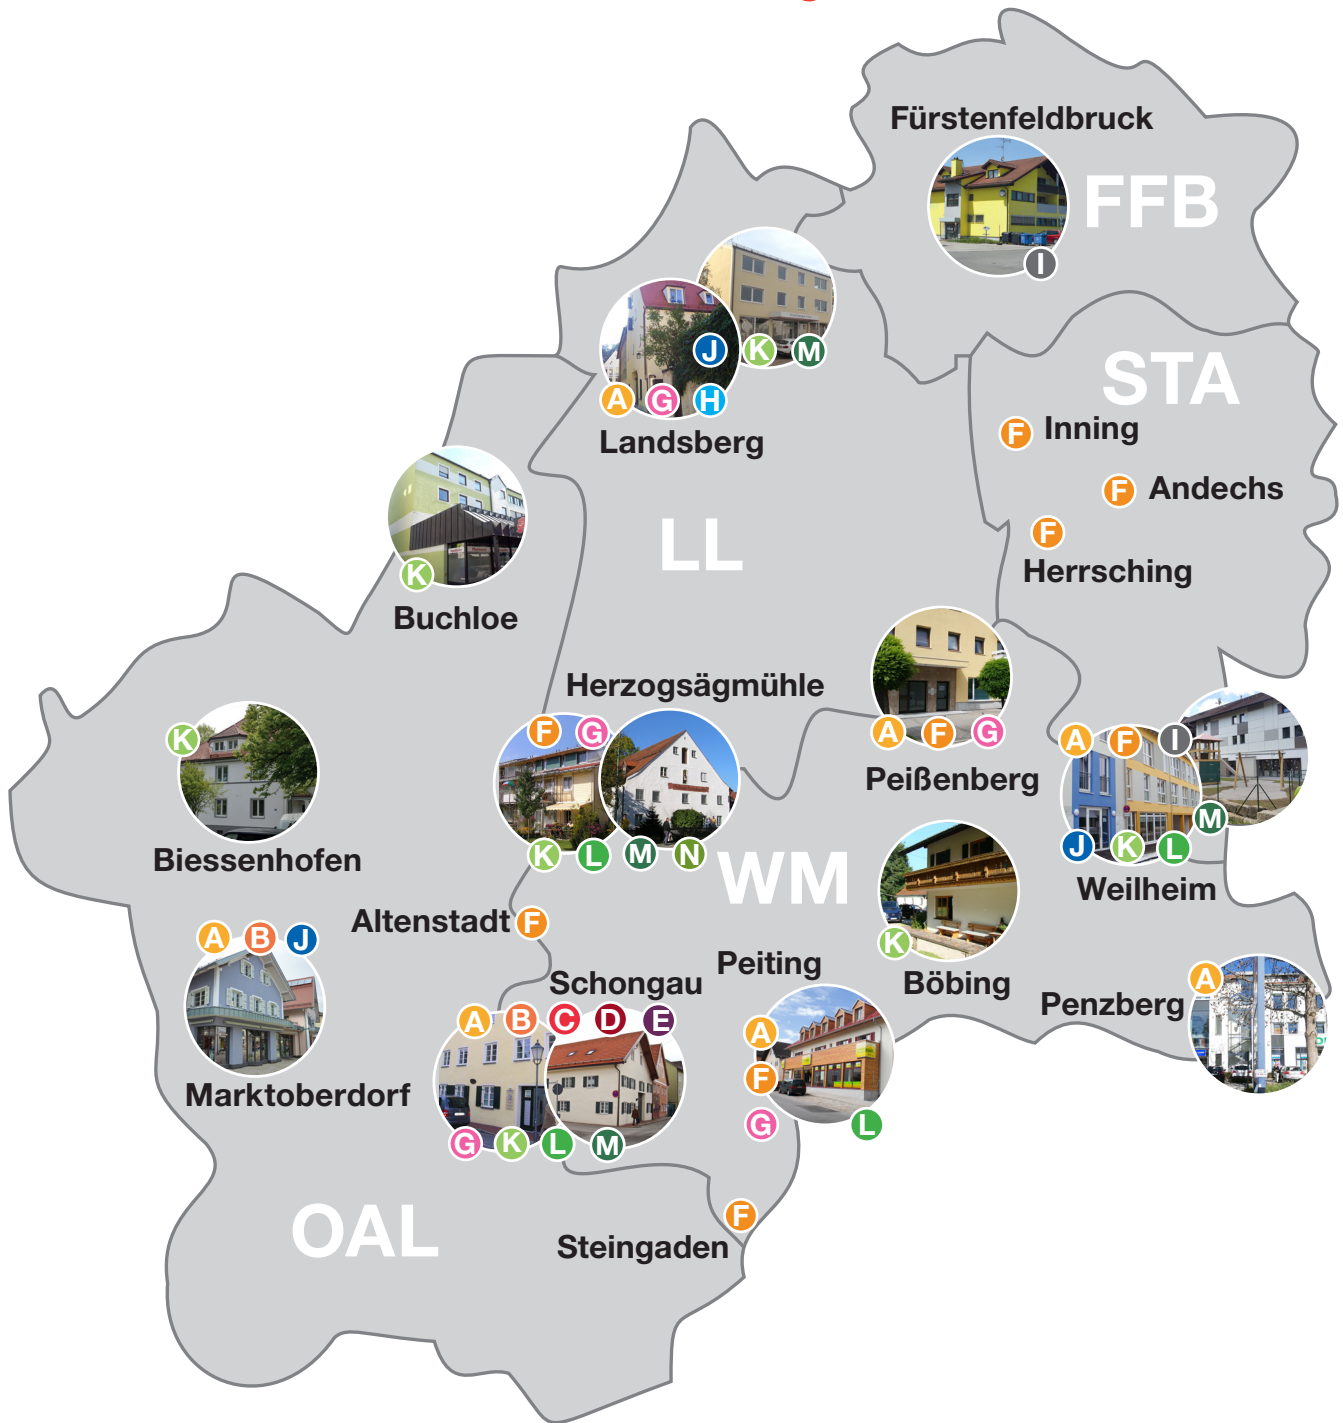 Fürstenfeldbruck
FFB
I
J K M
A G H
Landsberg
STA
F Inning
F Andechs
F
Herrsching
K
Buchloe
LL
Herzogsägmühle
F G
K L M N
A F G
Peißenberg
A F I
M
J K L
Weilheim
K
Biessenhofen
WM
K
Böbing
Altenstadt F
A B J
Marktoberdorf
Schongau
A B C D E
G K L M
Peiting
A
F
G L
Penzberg
A
OAL
F
Steingaden